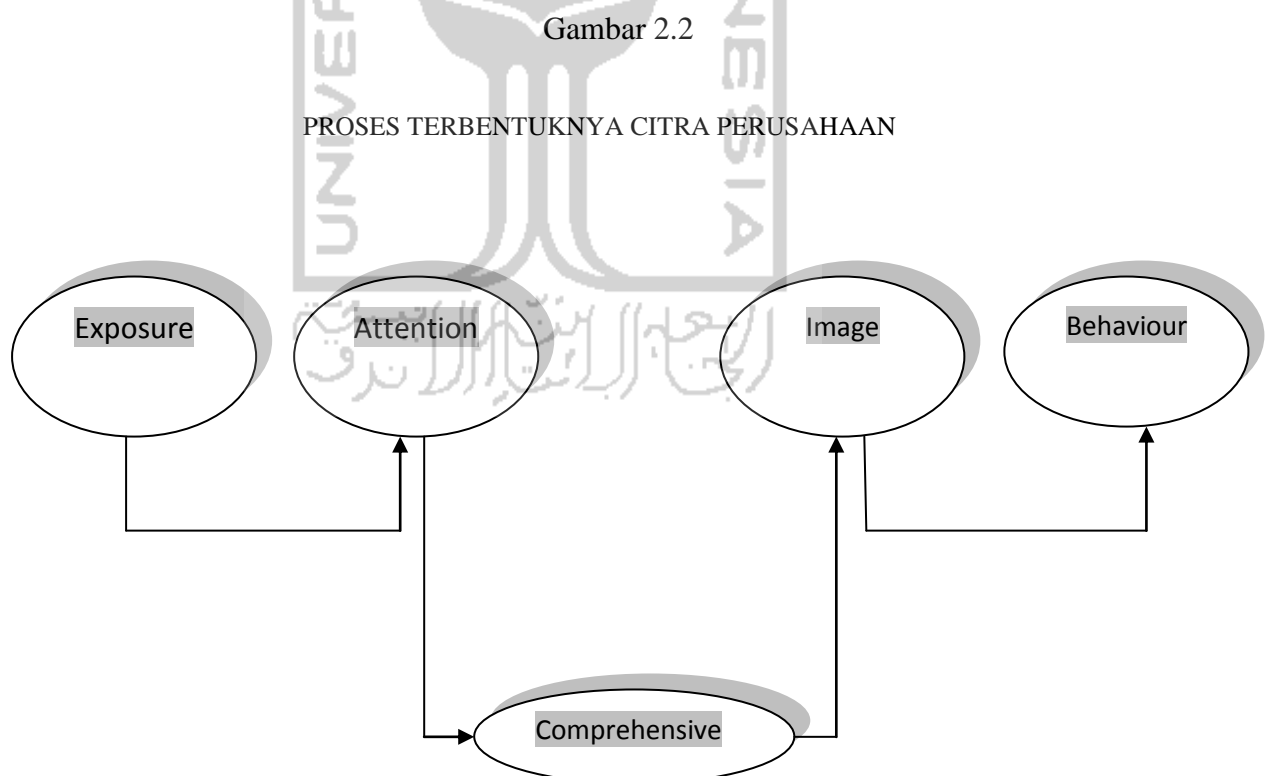 Gambar 2.2
PROSES TERBENTUKNYA CITRA PERUSAHAAN
Exposure
Attention
Image
Behaviour
Comprehensive